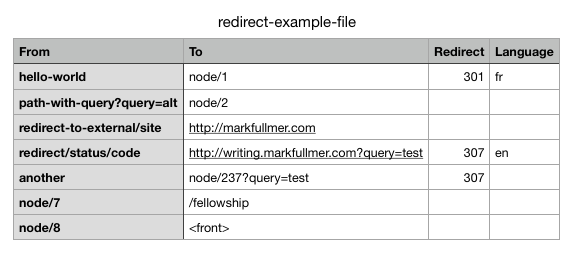 redirect-example-file
From To Redirect Language
hello-world node/1 301 fr
path-with-query?query=alt node/2
redirect-to-external/site http://markfullmer.com
redirect/status/code http://writing.markfullmer.com?query=test 307 en
another node/237?query=test 307
node/7 /fellowship
node/8 <front>